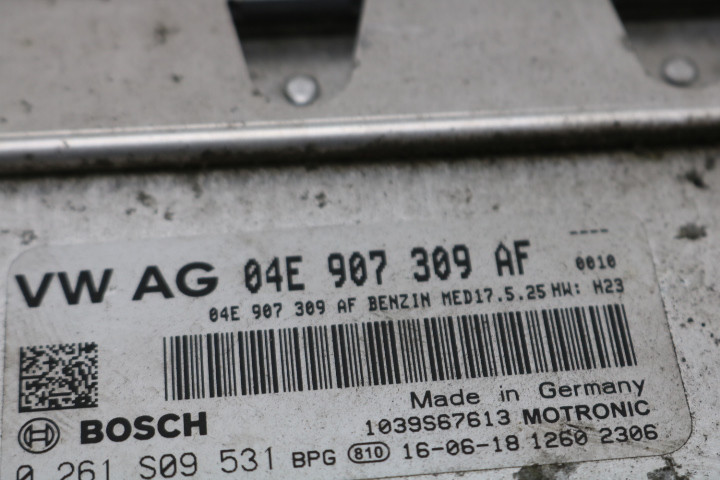 VW AG 04E 907 309 AF ----
0010
04E 907 309 AF BENZIN MED17.5.25 HW: H23
Made in Germany
BOSCH 1039S67613 MOTRONIC
0 261 S09 531 BPG 810 16-06-18 1260 2306